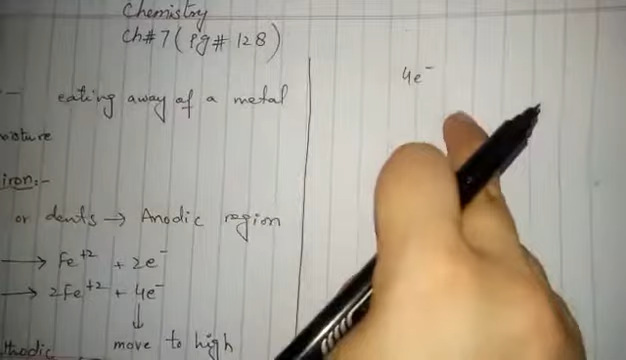 Chemistry
Ch#7 (Pg# 128)
:- eating away of a metal
moisture
iron:-
or dents → Anodic region
→ Fe⁺² + 2e⁻
→ 2Fe⁺² + 4e⁻
↓
move to high
4e⁻